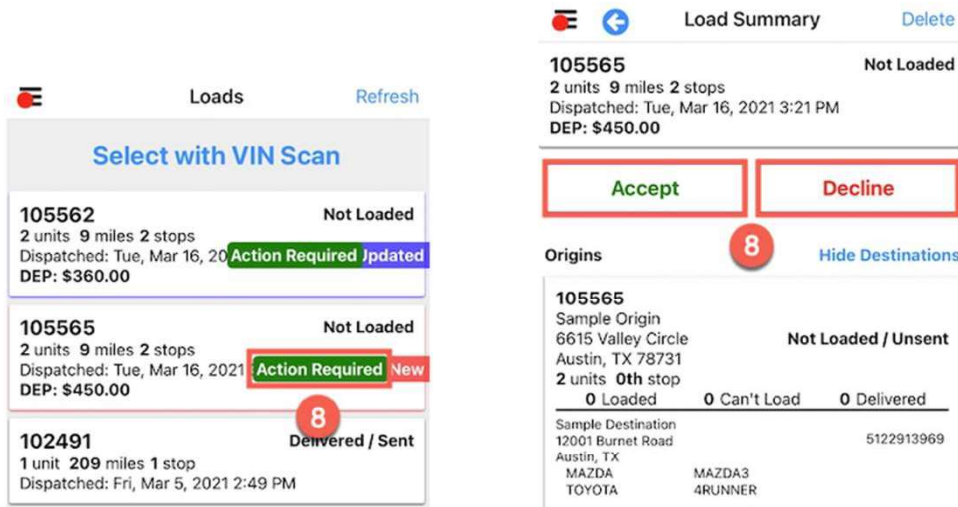 Loads Refresh
Select with VIN Scan
105562 Not Loaded
2 units 9 miles 2 stops
Dispatched: Tue, Mar 16, 20 Action Required Updated
DEP: $360.00
105565 Not Loaded
2 units 9 miles 2 stops
Dispatched: Tue, Mar 16, 2021 Action Required New
DEP: $450.00
8
102491 Delivered / Sent
1 unit 209 miles 1 stop
Dispatched: Fri, Mar 5, 2021 2:49 PM
Load Summary Delete
105565 Not Loaded
2 units 9 miles 2 stops
Dispatched: Tue, Mar 16, 2021 3:21 PM
DEP: $450.00
Accept Decline
8
Origins Hide Destinations
105565
Sample Origin
6615 Valley Circle Not Loaded / Unsent
Austin, TX 78731
2 units 0th stop
0 Loaded 0 Can't Load 0 Delivered
Sample Destination
12001 Burnet Road 5122913969
Austin, TX
MAZDA MAZDA3
TOYOTA 4RUNNER